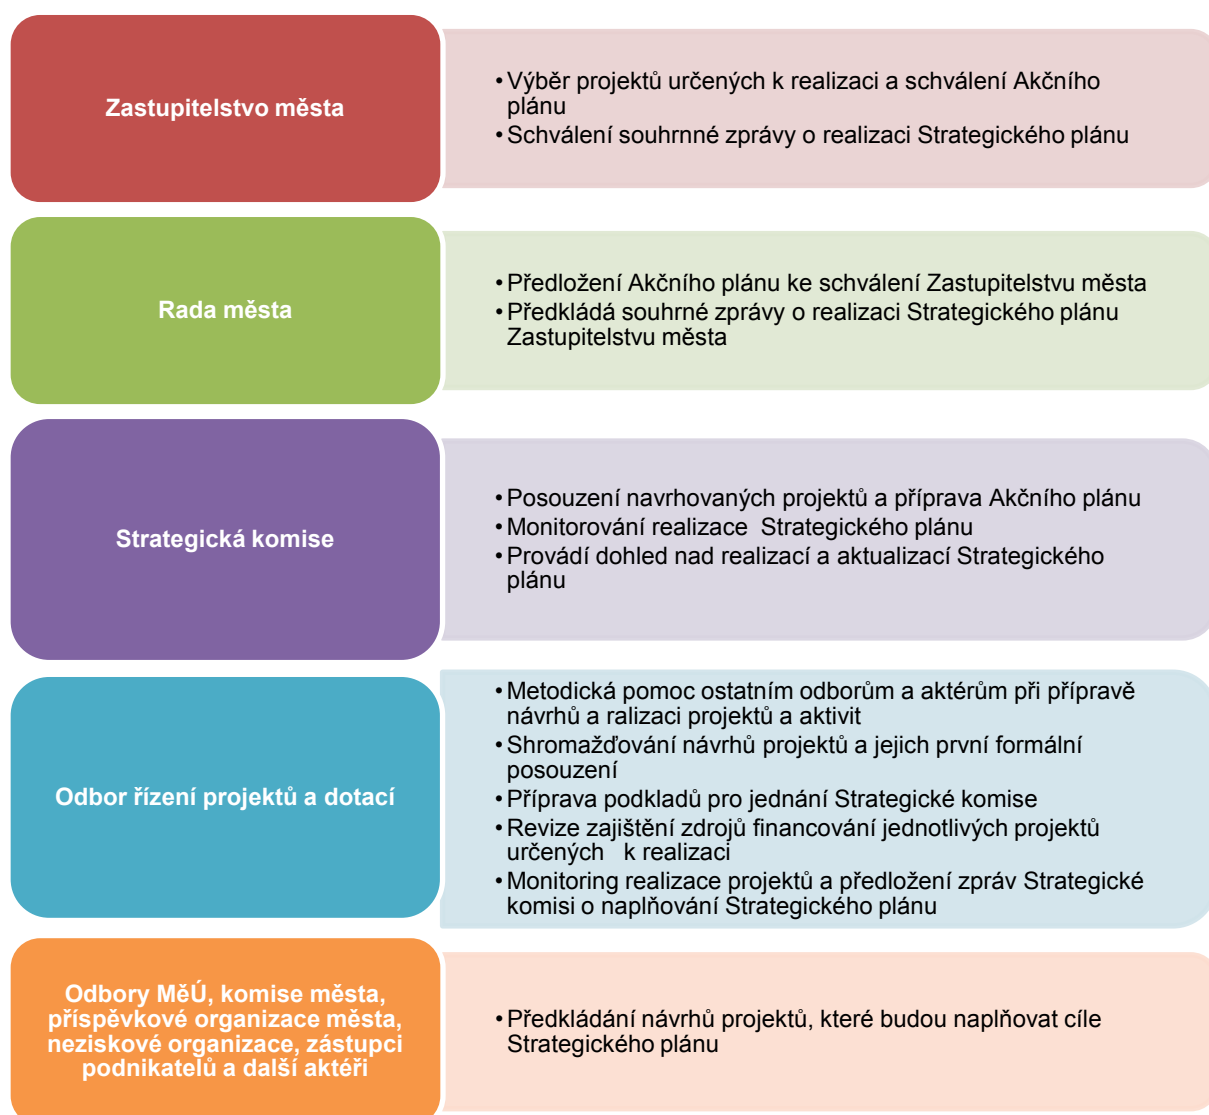 Zastupitelstvo města
• Výběr projektů určených k realizaci a schválení Akčního
plánu
• Schválení souhrnné zprávy o realizaci Strategického plánu
Rada města
• Předložení Akčního plánu ke schválení Zastupitelstvu města
• Předkládá souhrné zprávy o realizaci Strategického plánu
Zastupitelstvu města
Strategická komise
• Posouzení navrhovaných projektů a příprava Akčního plánu
• Monitorování realizace  Strategického plánu
• Provádí dohled nad realizací a aktualizací Strategického
plánu
Odbor řízení projektů a dotací
• Metodická pomoc ostatním odborům a aktérům při přípravě
návrhů a ralizaci projektů a aktivit
• Shromažďování návrhů projektů a jejich první formální
posouzení
• Příprava podkladů pro jednání Strategické komise
• Revize zajištění zdrojů financování jednotlivých projektů
určených   k realizaci
• Monitoring realizace projektů a předložení zpráv Strategické
komisi o naplňování Strategického plánu
Odbory MěÚ, komise města,
příspěvkové organizace města,
neziskové organizace, zástupci
podnikatelů a další aktéři
• Předkládání návrhů projektů, které budou naplňovat cíle
Strategického plánu